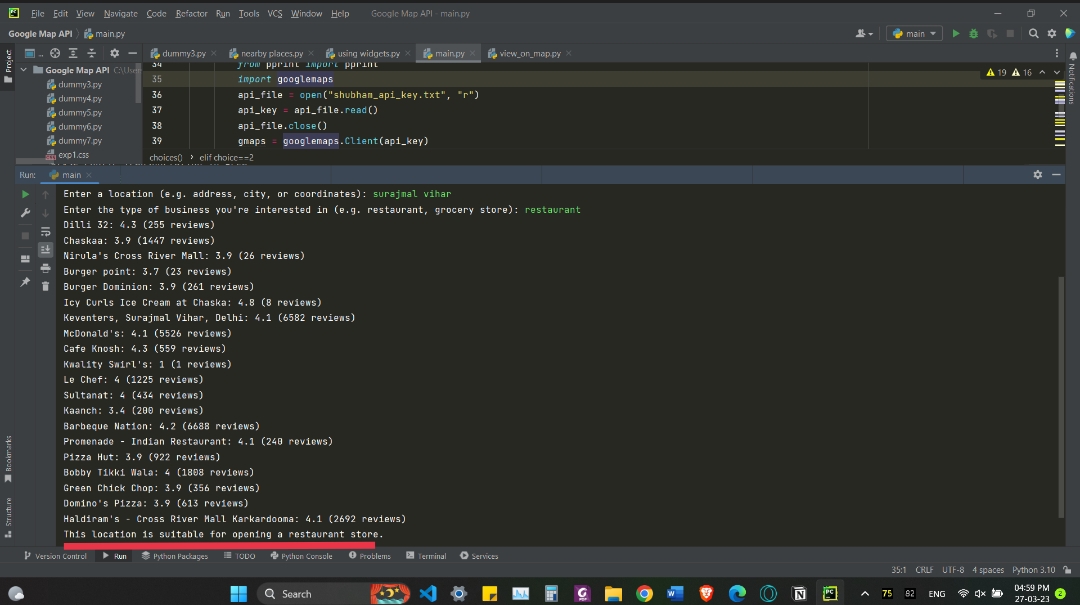 File Edit View Navigate Code Refactor Run Tools VCS Window Help Google Map API - main.py
Google Map API main.py main
Project dummy3.py nearby places.py using widgets.py main.py view_on_map.py
Google Map API C:\User
dummy3.py
dummy4.py
dummy5.py
dummy6.py
dummy7.py
exp1.css
34 from pprint import pprint
35 import googlemaps
36 api_file = open("shubham_api_key.txt", "r")
37 api_key = api_file.read()
38 api_file.close()
39 gmaps = googlemaps.Client(api_key)
19 16
Notifications
choices() elif choice==2
Run: main
Enter a location (e.g. address, city, or coordinates): surajmal vihar
Enter the type of business you're interested in (e.g. restaurant, grocery store): restaurant
Dilli 32: 4.3 (255 reviews)
Chaskaa: 3.9 (1447 reviews)
Nirula's Cross River Mall: 3.9 (26 reviews)
Burger point: 3.7 (23 reviews)
Burger Dominion: 3.9 (261 reviews)
Icy Curls Ice Cream at Chaska: 4.8 (8 reviews)
Keventers, Surajmal Vihar, Delhi: 4.1 (6582 reviews)
McDonald's: 4.1 (5526 reviews)
Cafe Knosh: 4.3 (559 reviews)
Kwality Swirl's: 1 (1 reviews)
Le Chef: 4 (1225 reviews)
Sultanat: 4 (434 reviews)
Kaanch: 3.4 (200 reviews)
Barbeque Nation: 4.2 (6688 reviews)
Promenade - Indian Restaurant: 4.1 (240 reviews)
Pizza Hut: 3.9 (922 reviews)
Bobby Tikki Wala: 4 (1808 reviews)
Green Chick Chop: 3.9 (356 reviews)
Domino's Pizza: 3.9 (613 reviews)
Haldiram's - Cross River Mall Karkardooma: 4.1 (2692 reviews)
This location is suitable for opening a restaurant store.
Bookmarks
Structure
Version Control Run Python Packages TODO Python Console Problems Terminal Services
35:1 CRLF UTF-8 4 spaces Python 3.10
Search 75 82 ENG 04:59 PM
27-03-23 2